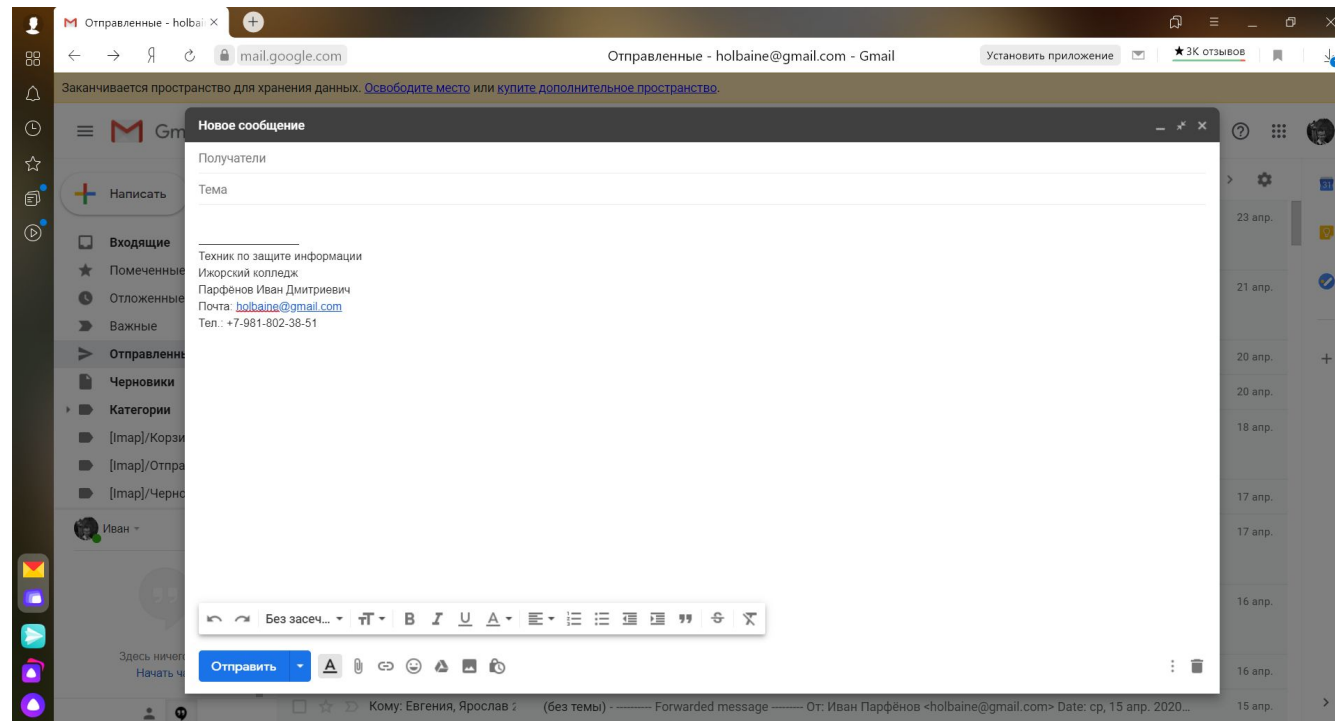 Отправленные - holbai
mail.google.com
Отправленные - holbaine@gmail.com - Gmail
Установить приложение
★3K отзывов
Заканчивается пространство для хранения данных. Освободите место или купите дополнительное пространство.
Gm
Новое сообщение
Получатели
Тема
Написать
Входящие
Помеченные
Отложенные
Важные
Отправленн
Черновики
Категории
[Imap]/Корзи
[Imap]/Отпра
[Imap]/Черно
Иван
Здесь ничег
Начать ч
Техник по защите информации
Ижорский колледж
Парфёнов Иван Дмитриевич
Почта: holbaine@gmail.com
Тел.: +7-981-802-38-51
23 апр.
21 апр.
20 апр.
20 апр.
18 апр.
17 апр.
17 апр.
16 апр.
16 апр.
Без засеч...
Отправить
Кому: Евгения, Ярослав 2 (без темы) - ---------- Forwarded message --------- От: Иван Парфёнов <holbaine@gmail.com> Date: ср, 15 апр. 2020... 15 апр.